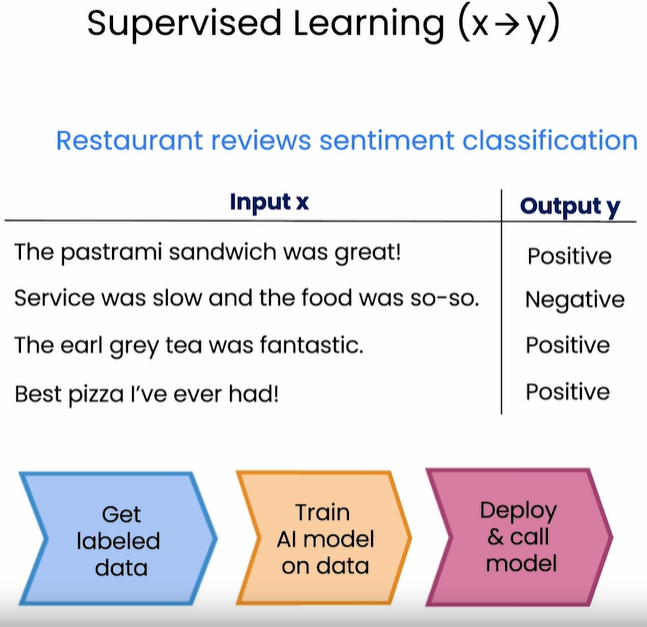 Supervised Learning (x→y)
Restaurant reviews sentiment classification
Input x Output y
The pastrami sandwich was great! Positive
Service was slow and the food was so-so. Negative
The earl grey tea was fantastic. Positive
Best pizza I've ever had! Positive
Get
labeled
data
Train
AI model
on data
Deploy
& call
model